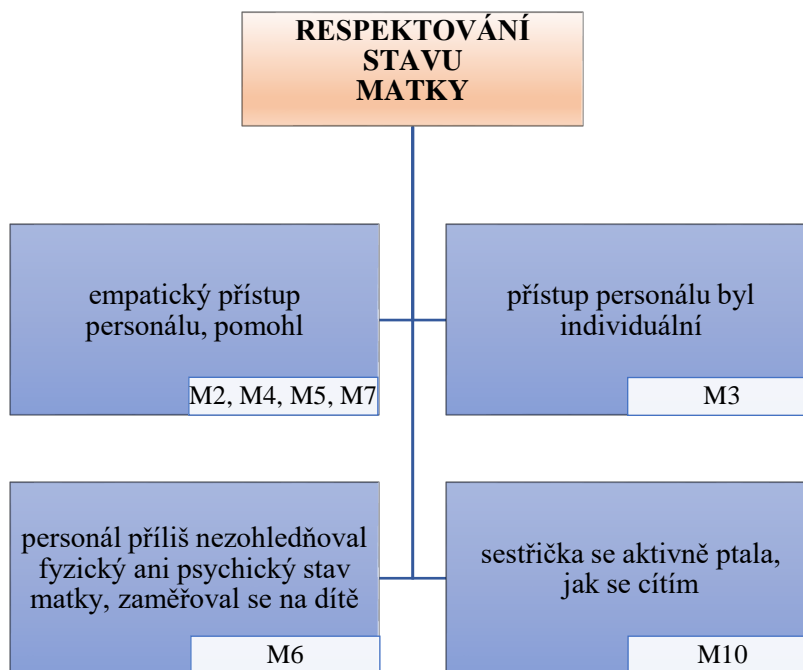 RESPEKTOVÁNÍ
STAVU
MATKY
empatický přístup
personálu, pomohl
M2, M4, M5, M7
přístup personálu byl
individuální
M3
personál příliš nezohledňoval
fyzický ani psychický stav
matky, zaměřoval se na dítě
M6
sestřička se aktivně ptala,
jak se cítím
M10